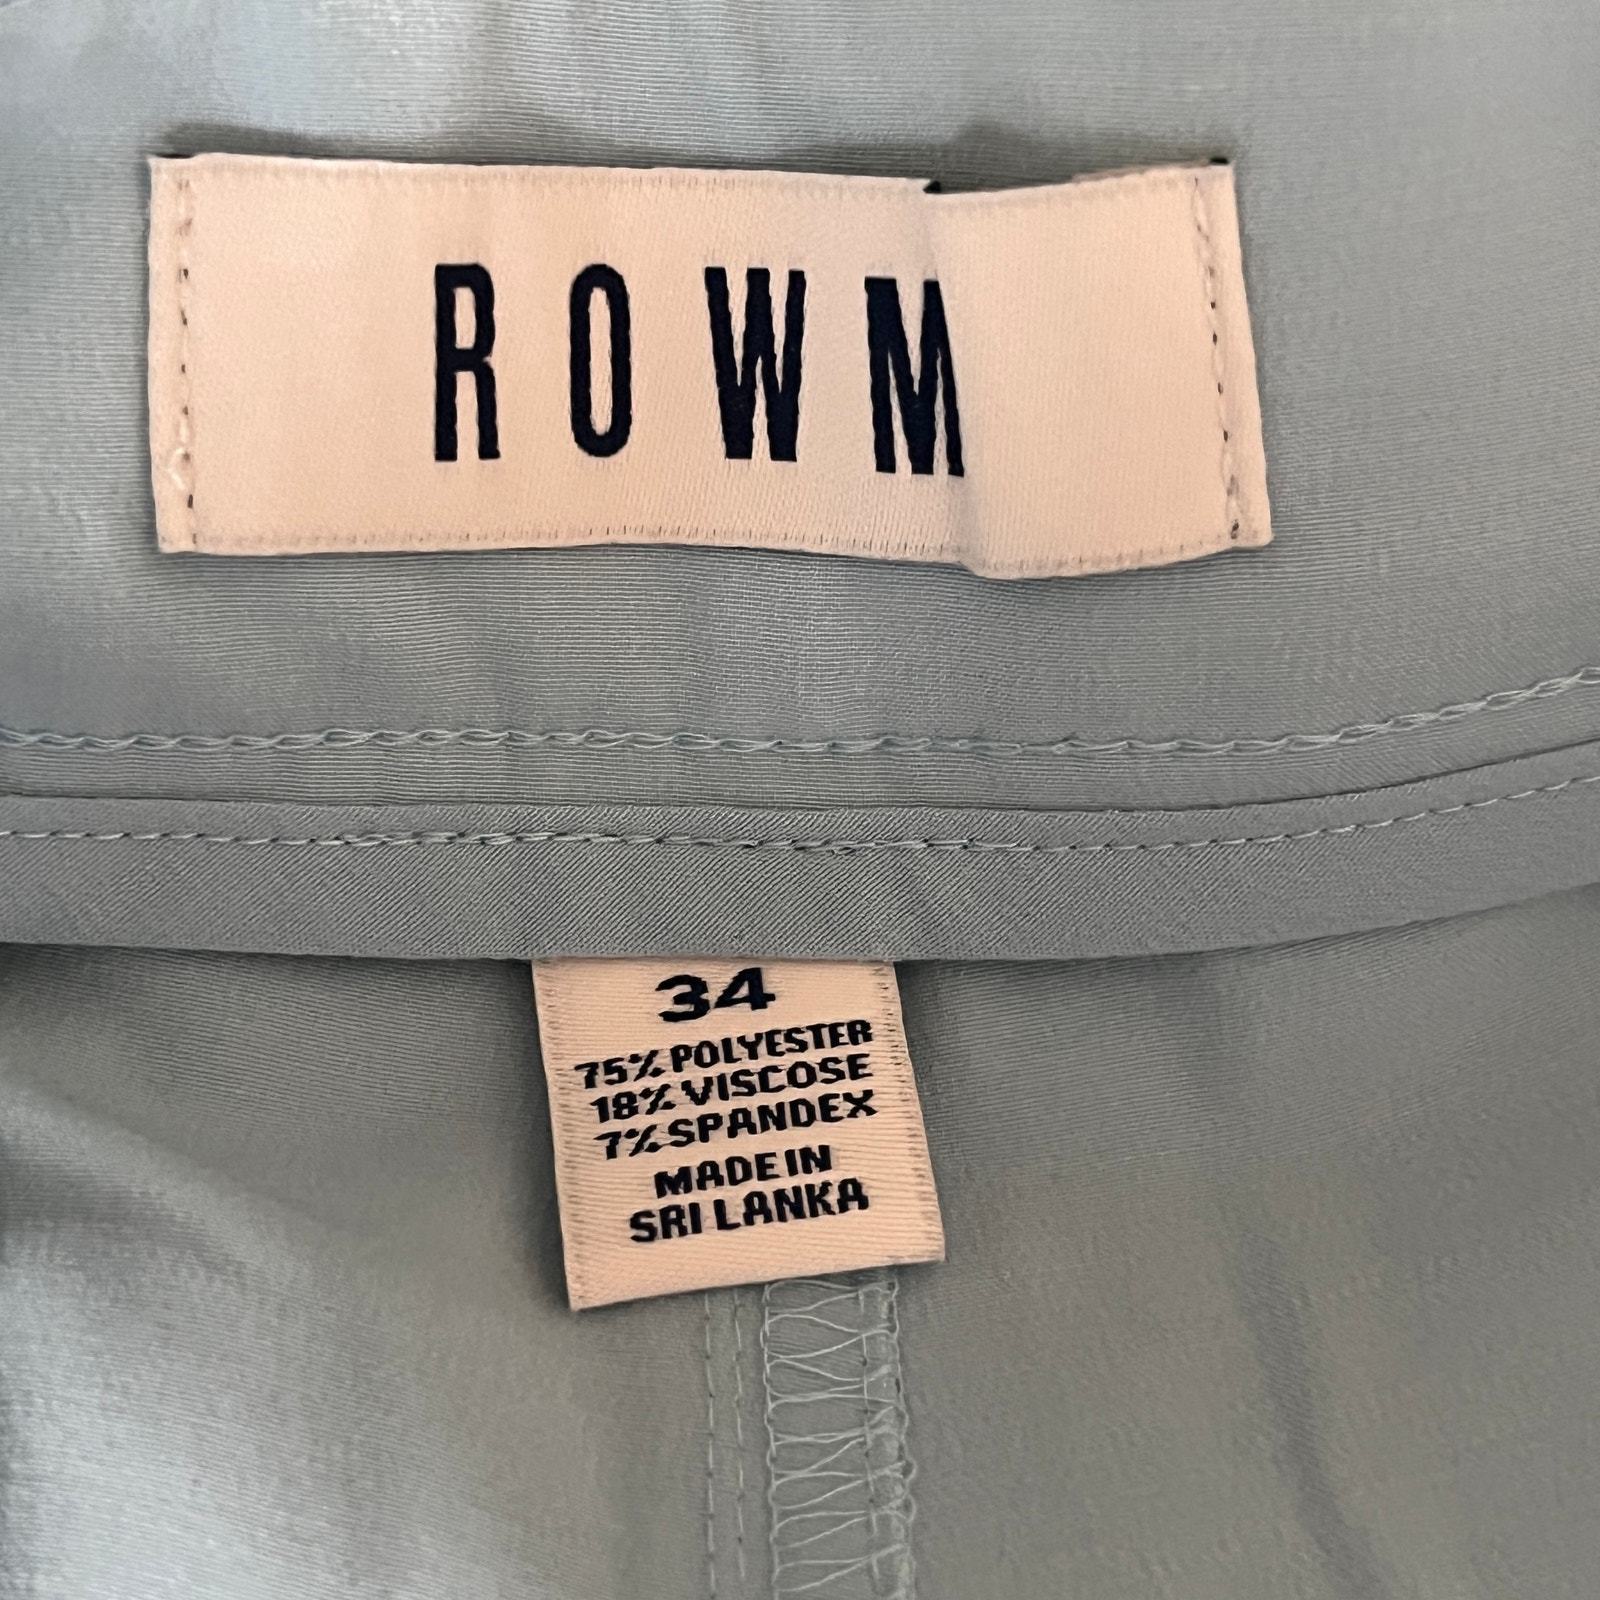 ROWM
34
75% POLYESTER
18% VISCOSE
7% SPANDEX
MADE IN
SRI LANKA